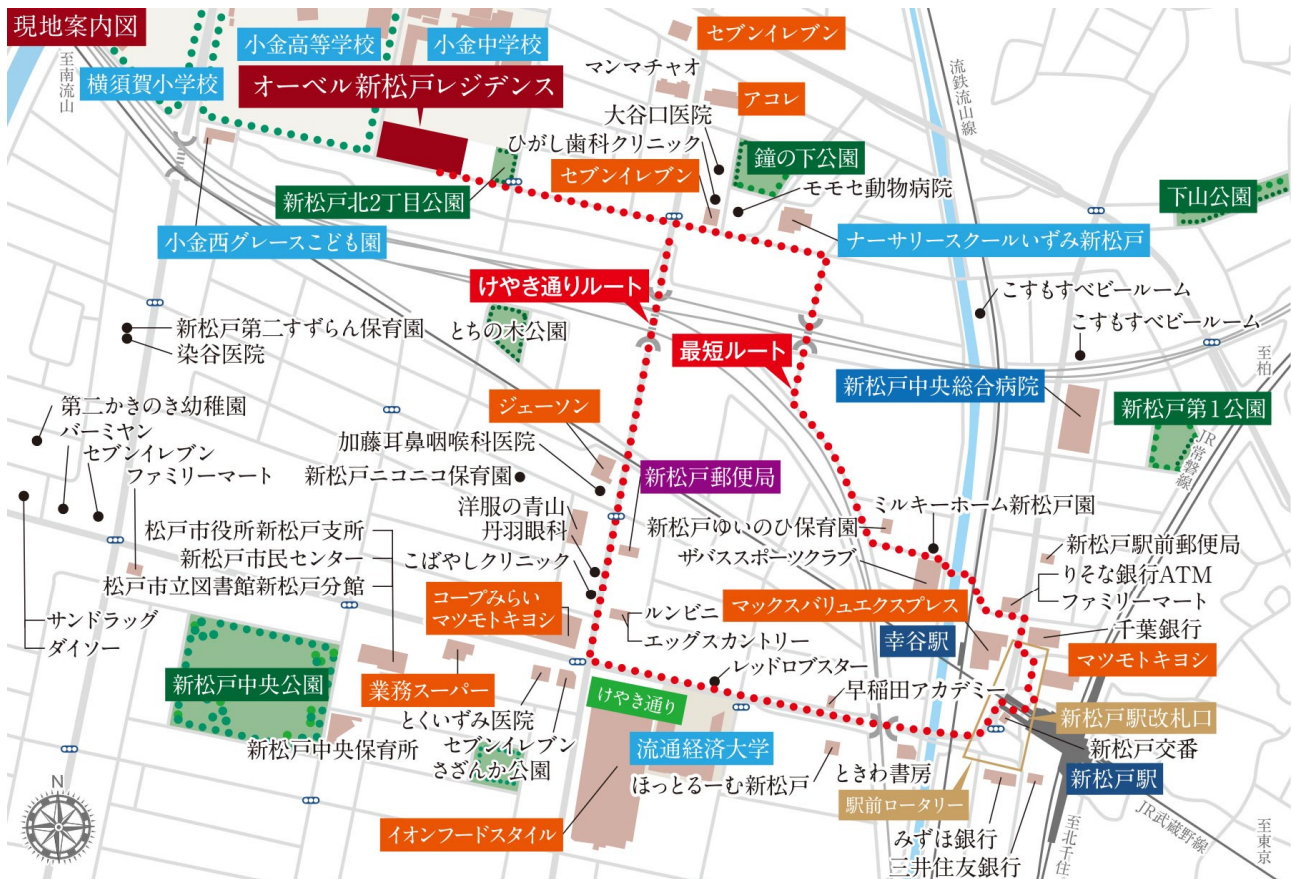 現地案内図
至南流山
横須賀小学校
小金高等学校
小金中学校
オーベル新松戸レジデンス
セブンイレブン
マンマチャオ
アコレ
大谷口医院
ひがし歯科クリニック
セブンイレブン
鐘の下公園
モモセ動物病院
流鉄流山線
下山公園
新松戸北2丁目公園
小金西グレースこども園
ナーサリースクールいずみ新松戸
けやき通りルート
最短ルート
こすもすべビールーム
こすもすべビールーム
とちの木公園
新松戸第二すずらん保育園
染谷医院
至柏
新松戸中央総合病院
新松戸第1公園
JR常磐線
ジェーソン
第二かきのき幼稚園
バーミヤン
セブンイレブン
ファミリーマート
加藤耳鼻咽喉科医院
新松戸ニコニコ保育園
新松戸郵便局
洋服の青山
丹羽眼科
こばやしクリニック
ミルキーホーム新松戸園
新松戸ゆいのひ保育園
ザバススポーツクラブ
新松戸駅前郵便局
りそな銀行ATM
ファミリーマート
松戸市役所新松戸支所
新松戸市民センター
松戸市立図書館新松戸分館
コープみらい
マツモトキヨシ
ルンビニ
エッグスカントリー
マックスバリュエクスプレス
幸谷駅
千葉銀行
マツモトキヨシ
サンドラッグ
ダイソー
レッドロブスター
早稲田アカデミー
新松戸中央公園
業務スーパー
けやき通り
新松戸駅改札口
とくいずみ医院
セブンイレブン
さざんか公園
新松戸中央保育所
流通経済大学
ほっとるーむ新松戸
ときわ書房
新松戸交番
新松戸駅
駅前ロータリー
イオンフードスタイル
みずほ銀行
三井住友銀行
至北千住
JR武蔵野線
至東京
N